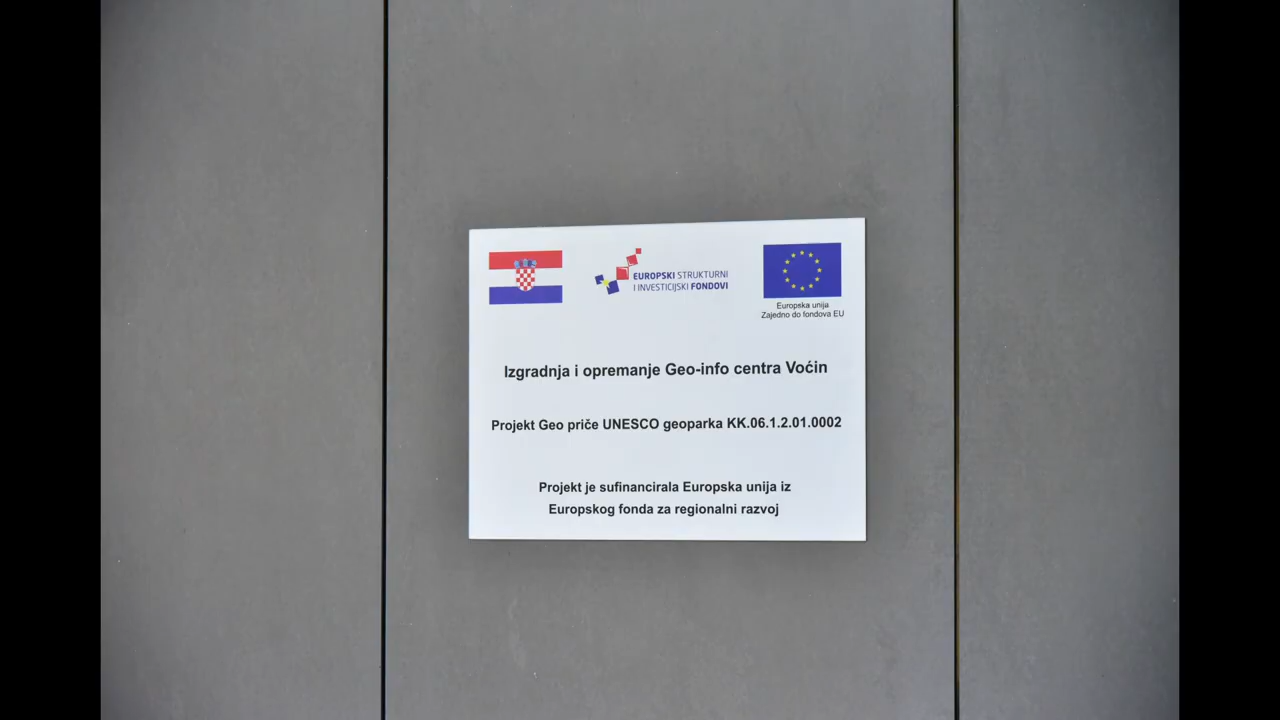 EUROPSKI STRUKTURNI
I INVESTICIJSKI FONDOVI
Europska unija
Zajedno do fondova EU
Izgradnja i opremanje Geo-info centra Voćin
Projekt Geo priče UNESCO geoparka KK.06.1.2.01.0002
Projekt je sufinancirala Europska unija iz
Europskog fonda za regionalni razvoj